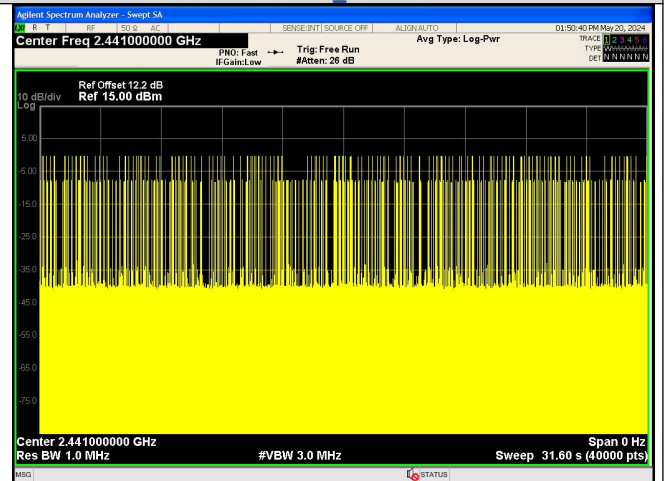 Agilent Spectrum Analyzer - Swept SA
LXI R T RF 50 Ω AC SENSE:INT SOURCE OFF ALIGN AUTO 01:50:40 PM May 20, 2024
Center Freq 2.441000000 GHz Avg Type: Log-Pwr TRACE 1 2 3 4 5 6
PNO: Fast Trig: Free Run TYPE WWWWWW
IFGain:Low #Atten: 26 dB DET N N N N N N
Ref Offset 12.2 dB
10 dB/div Ref 15.00 dBm
Log
5.00
-5.00
-15.0
-25.0
-35.0
-45.0
-55.0
-65.0
-75.0
Center 2.441000000 GHz Span 0 Hz
Res BW 1.0 MHz #VBW 3.0 MHz Sweep 31.60 s (40000 pts)
MSG STATUS